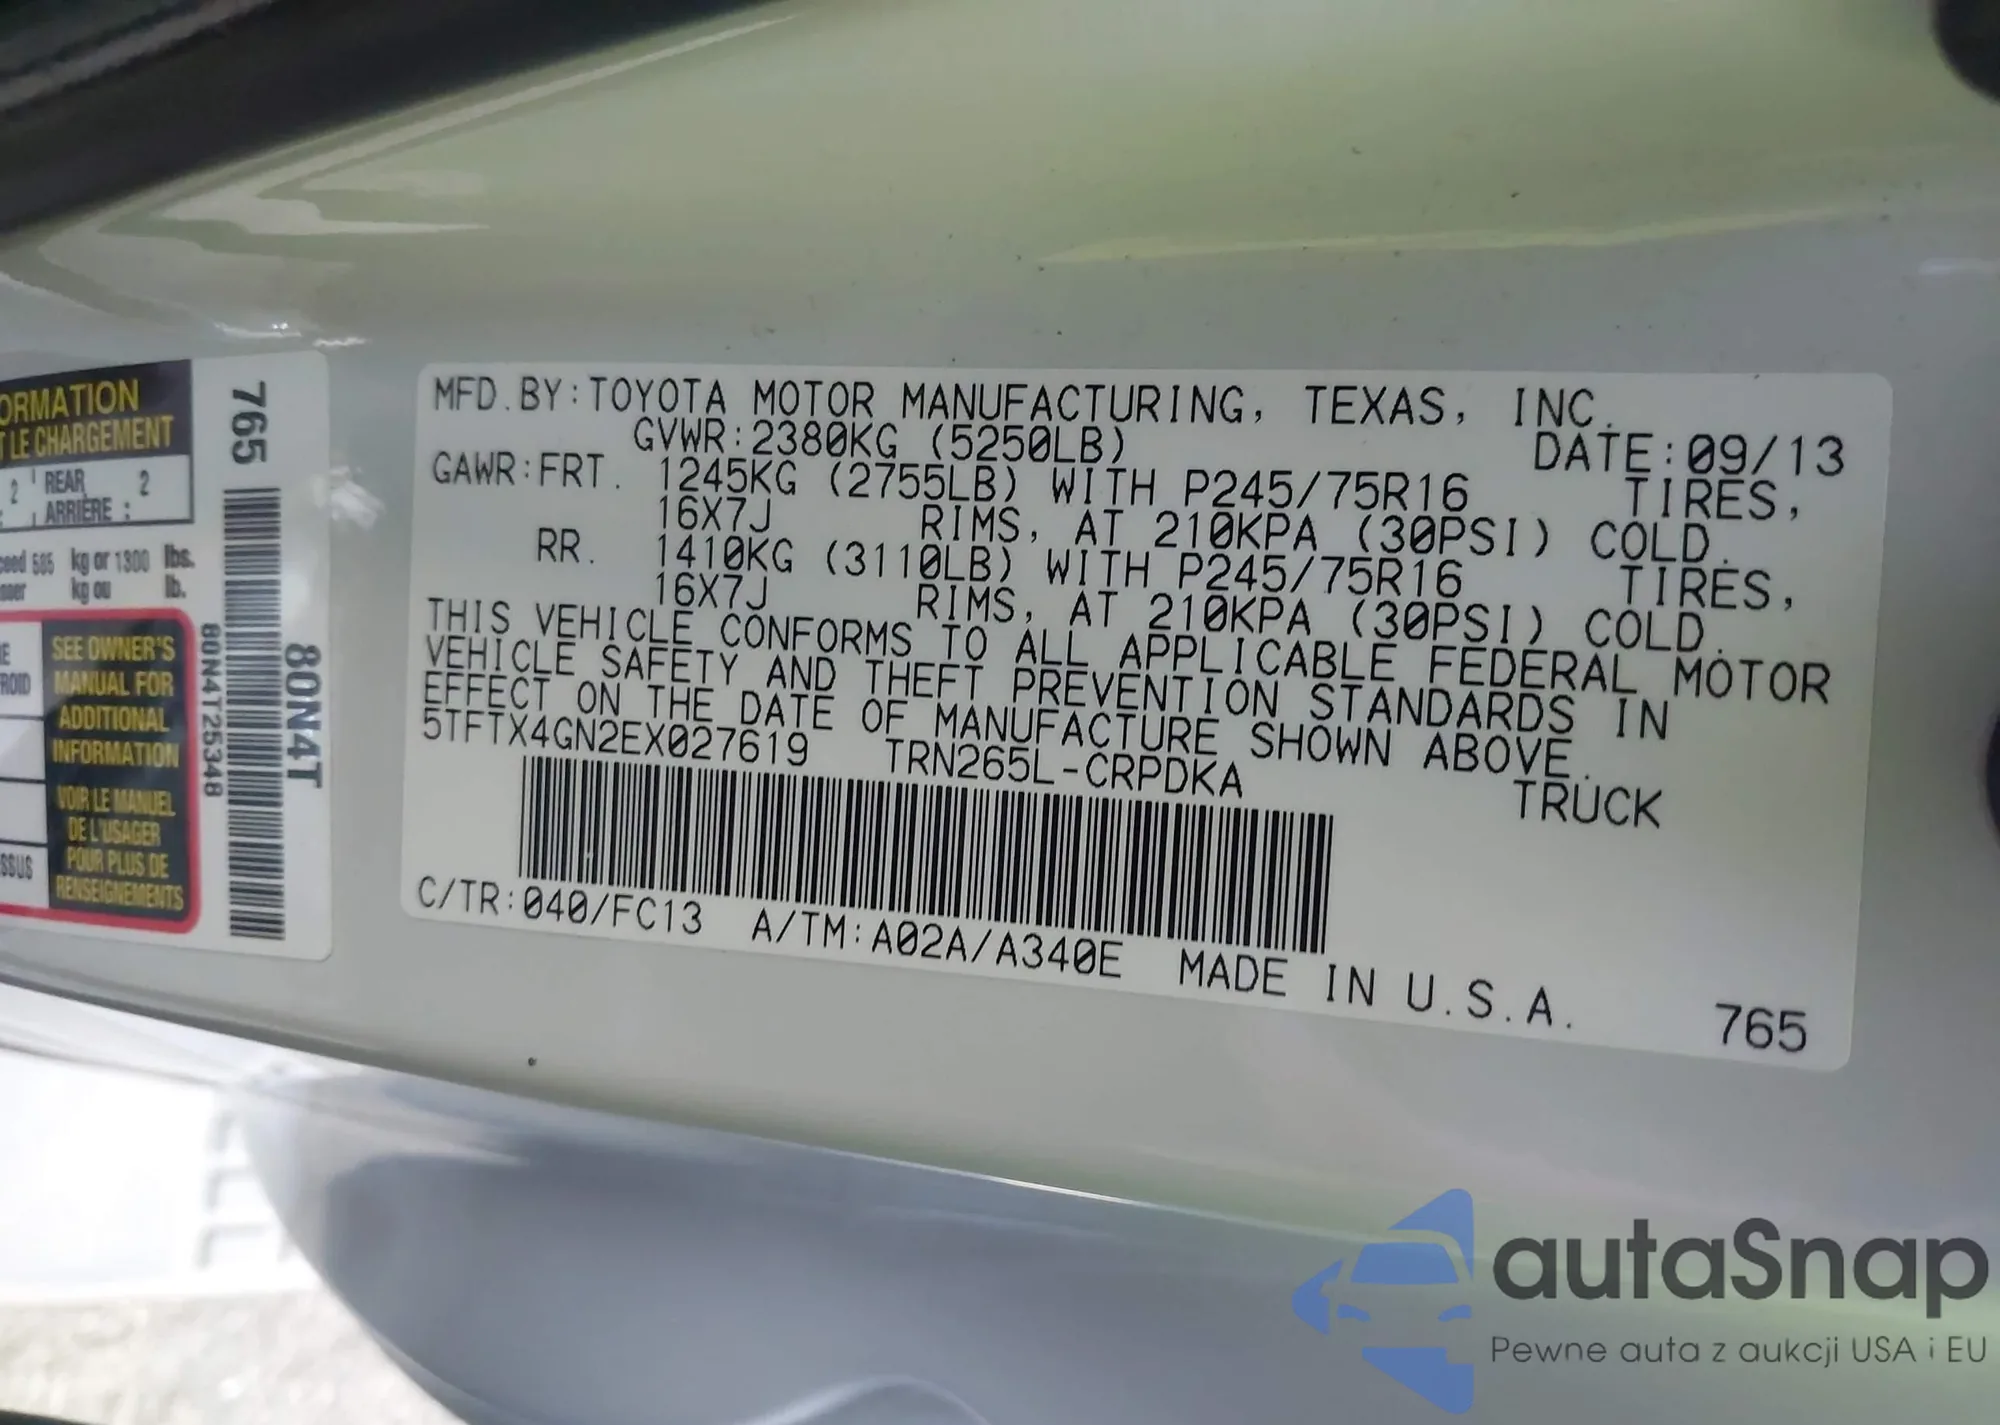 ORMATION
T LE CHARGEMENT
2 REAR 2
ARRIÈRE :
kg or 1300 lbs.
kg ou lb.
SEE OWNER'S
MANUAL FOR
ADDITIONAL
INFORMATION
VOIR LE MANUEL
DE L'USAGER
POUR PLUS DE
RENSEIGNEMENTS
765
80N4T25348
80N4T
MFD.BY:TOYOTA MOTOR MANUFACTURING, TEXAS, INC.
GVWR:2380KG (5250LB) DATE:09/13
GAWR:FRT. 1245KG (2755LB) WITH P245/75R16 TIRES,
16X7J RIMS, AT 210KPA (30PSI) COLD.
RR. 1410KG (3110LB) WITH P245/75R16 TIRES,
16X7J RIMS, AT 210KPA (30PSI) COLD.
THIS VEHICLE CONFORMS TO ALL APPLICABLE FEDERAL MOTOR
VEHICLE SAFETY AND THEFT PREVENTION STANDARDS IN
EFFECT ON THE DATE OF MANUFACTURE SHOWN ABOVE.
5TFTX4GN2EX027619 TRN265L-CRPDKA TRUCK
C/TR:040/FC13 A/TM:A02A/A340E MADE IN U.S.A.
765
autaSnap
Pewne auta z aukcji USA i EU